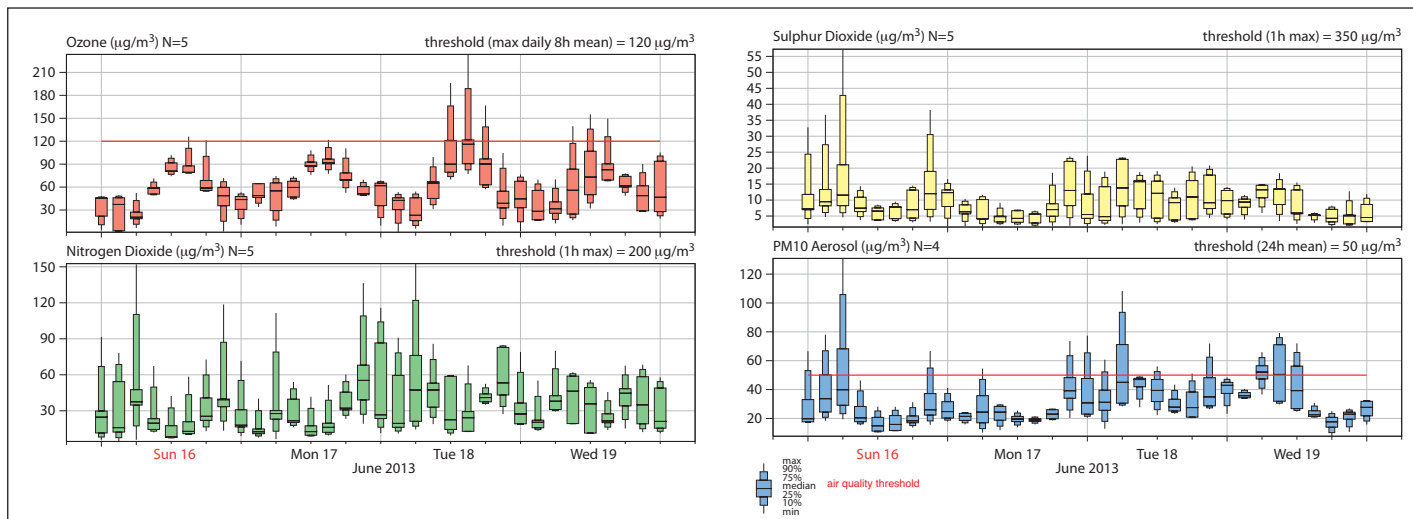 Ozone (μg/m³) N=5 threshold (max daily 8h mean) = 120 μg/m³
210
180
150
120
90
60
30
Sulphur Dioxide (μg/m³) N=5 threshold (1h max) = 350 μg/m³
55
50
45
40
35
30
25
20
15
10
5
Nitrogen Dioxide (μg/m³) N=5 threshold (1h max) = 200 μg/m³
150
120
90
60
30
Sun 16 Mon 17 Tue 18 Wed 19
June 2013
PM10 Aerosol (μg/m³) N=4 threshold (24h mean) = 50 μg/m³
120
100
80
60
40
20
Sun 16 Mon 17 Tue 18 Wed 19
June 2013
max
90%
75%
median
25%
10%
min
air quality threshold